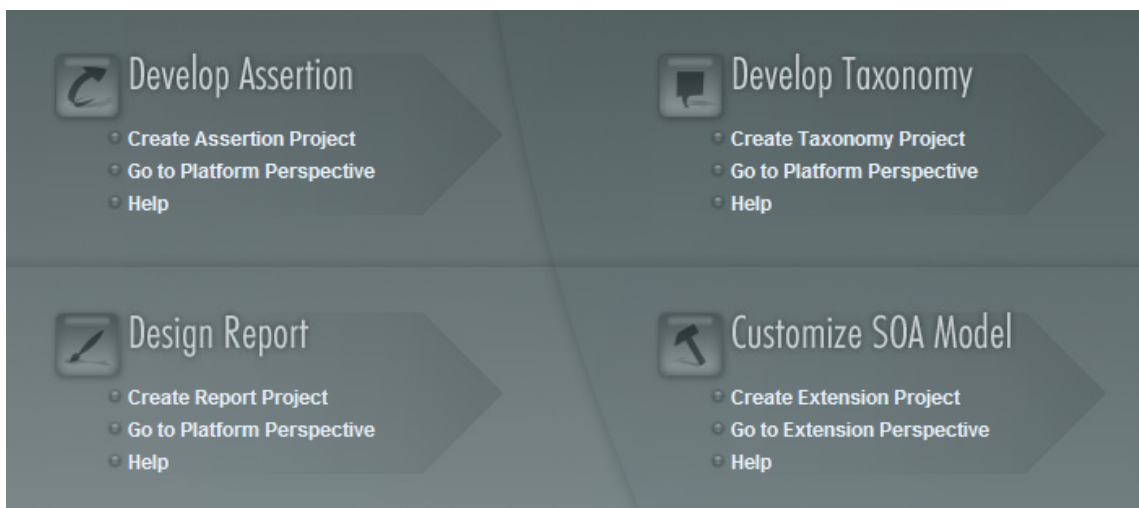 Develop Assertion
Create Assertion Project
Go to Platform Perspective
Help
Develop Taxonomy
Create Taxonomy Project
Go to Platform Perspective
Help
Design Report
Create Report Project
Go to Platform Perspective
Help
Customize SOA Model
Create Extension Project
Go to Extension Perspective
Help